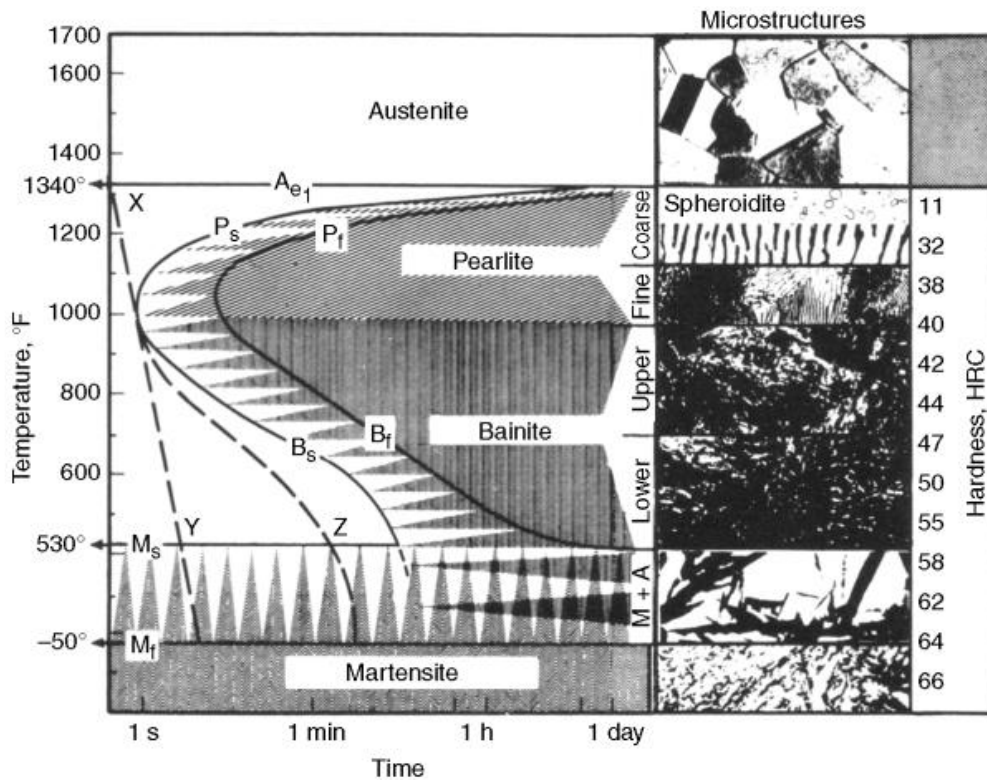 Microstructures
1700
1600
1400
1340°
1200
1000
800
600
530°
−50°
Temperature, °F
Austenite
Ae1
X
Ps
Pf
Pearlite
Coarse
Fine
Spheroidite
Bs
Bf
Bainite
Upper
Lower
Y
Z
Ms
M + A
Mf
Martensite
11
32
38
40
42
44
47
50
55
58
62
64
66
Hardness, HRC
1 s
1 min
1 h
1 day
Time